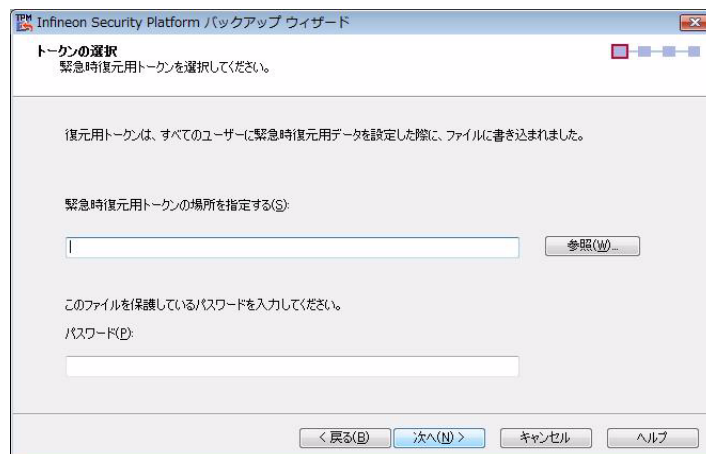 TPM Infineon Security Platform バックアップ ウィザード
トークンの選択
緊急時復元用トークンを選択してください。
復元用トークンは、すべてのユーザーに緊急時復元用データを設定した際に、ファイルに書き込まれました。
緊急時復元用トークンの場所を指定する(S):
参照(W)...
このファイルを保護しているパスワードを入力してください。
パスワード(P):
< 戻る(B) 次へ(N) > キャンセル ヘルプ